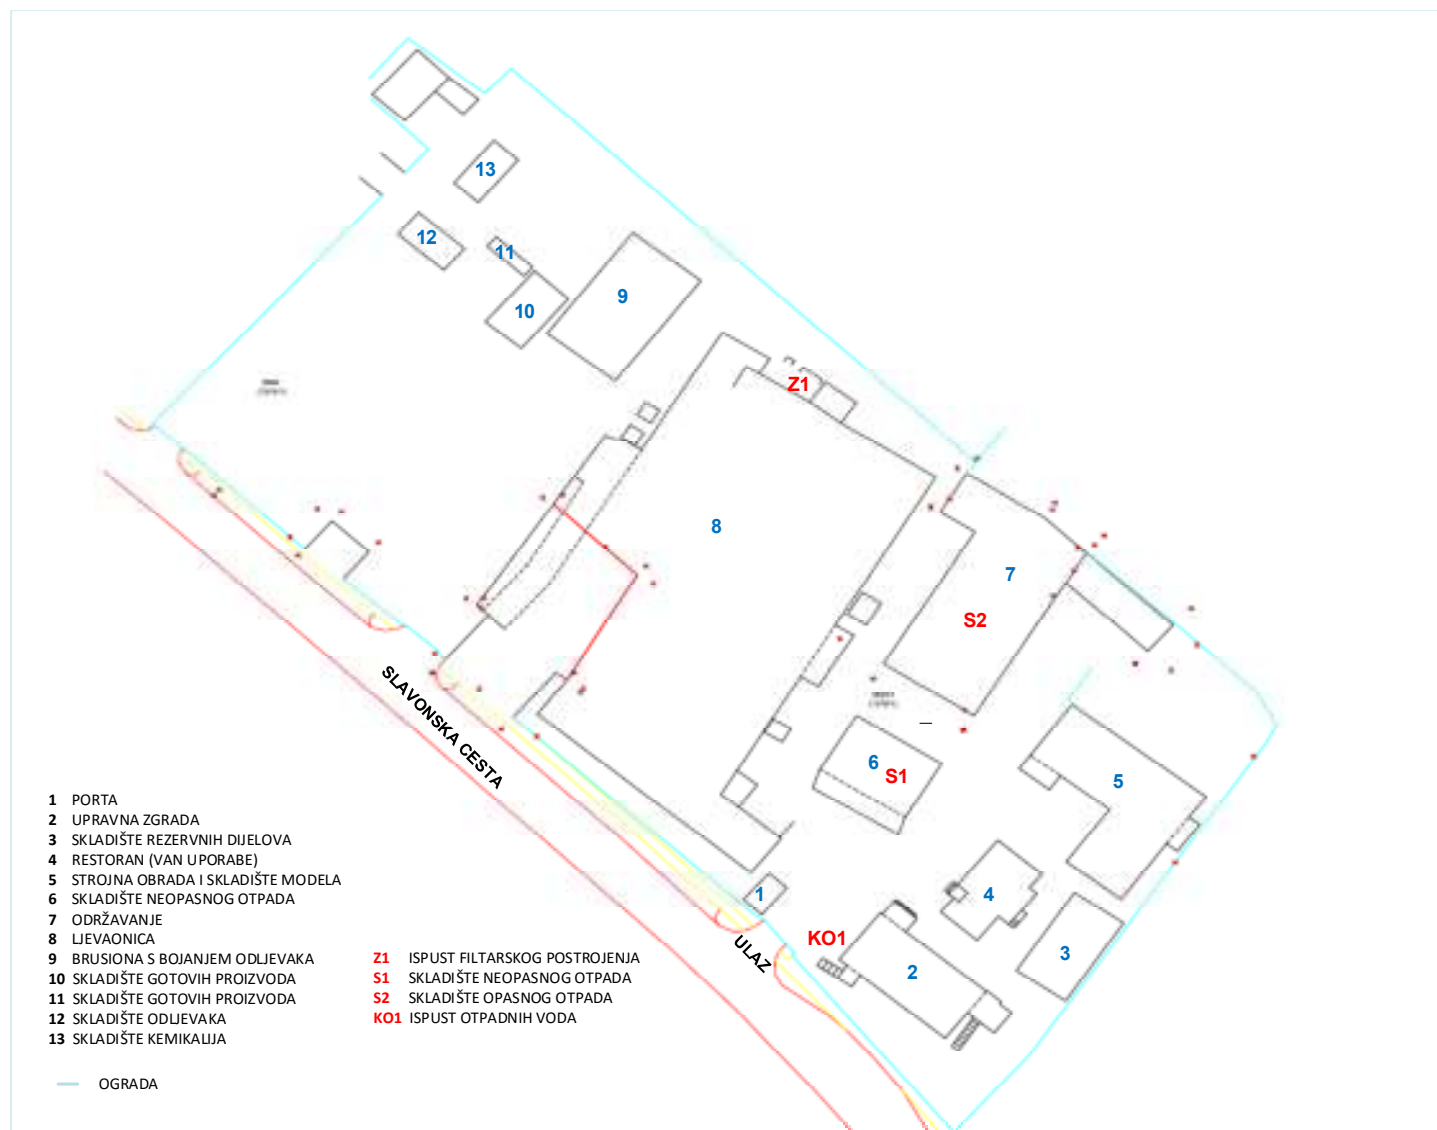 13
12
11
9
10
Z1
8
7
S2
SLAVONSKA CESTA
6
S1
5
1
4
KO1
ULAZ
2
3
1 PORTA
2 UPRAVNA ZGRADA
3 SKLADIŠTE REZERVNIH DIJELOVA
4 RESTORAN (VAN UPORABE)
5 STROJNA OBRADA I SKLADIŠTE MODELA
6 SKLADIŠTE NEOPASNOG OTPADA
7 ODRŽAVANJE
8 LJEVAONICA
9 BRUSIONA S BOJANJEM ODLJEVAKA
10 SKLADIŠTE GOTOVIH PROIZVODA
11 SKLADIŠTE GOTOVIH PROIZVODA
12 SKLADIŠTE ODLJEVAKA
13 SKLADIŠTE KEMIKALIJA
OGRADA
Z1 ISPUST FILTARSKOG POSTROJENJA
S1 SKLADIŠTE NEOPASNOG OTPADA
S2 SKLADIŠTE OPASNOG OTPADA
KO1 ISPUST OTPADNIH VODA